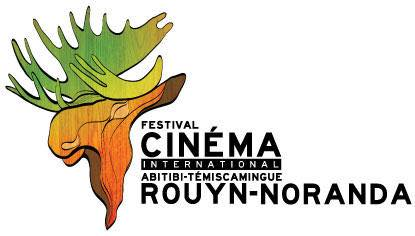 FESTIVAL
CINÉMA
INTERNATIONAL
ABITIBI-TÉMISCAMINGUE
ROUYN-NORANDA